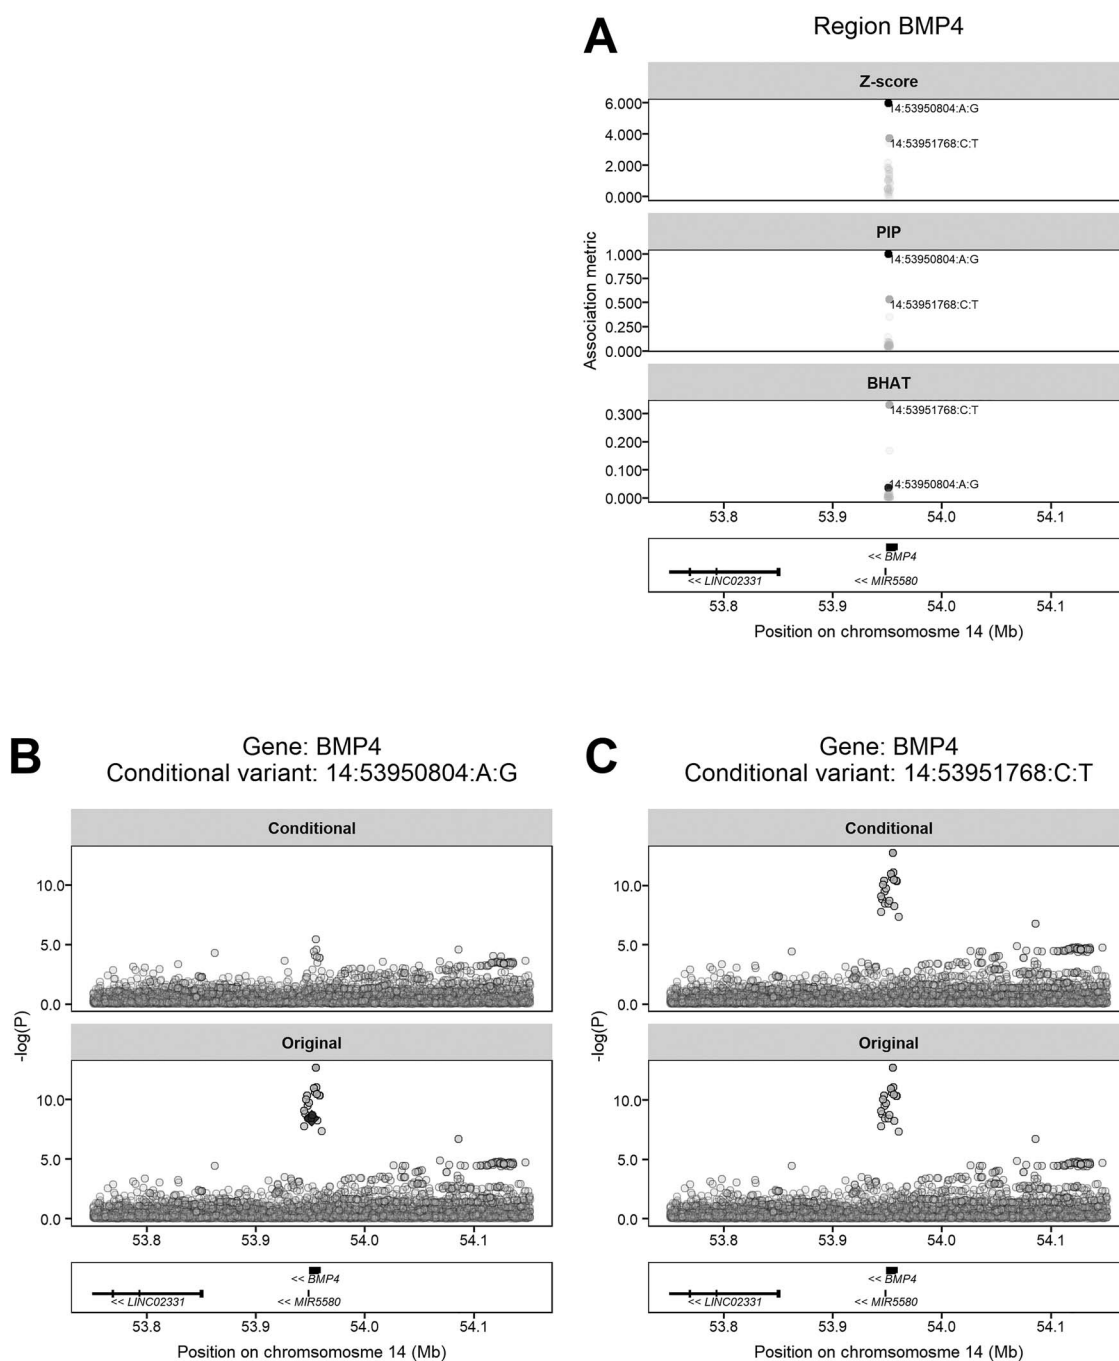 A
Region BMP4
Z-score
6.000
14:53950804:A:G
4.000
14:53951768:C:T
2.000
0.000
PIP
1.000
14:53950804:A:G
0.750
0.500
14:53951768:C:T
0.250
0.000
Association metric
BHAT
0.300
14:53951768:C:T
0.200
0.100
14:53950804:A:G
0.000
53.8 53.9 54.0 54.1
<< BMP4
<< LINC02331 << MIR5580
53.8 53.9 54.0 54.1
Position on chromsomosme 14 (Mb)
B
Gene: BMP4
Conditional variant: 14:53950804:A:G
Conditional
10.0
5.0
0.0
-log(P)
Original
10.0
5.0
0.0
53.8 53.9 54.0 54.1
<< BMP4
<< LINC02331 << MIR5580
53.8 53.9 54.0 54.1
Position on chromsomosme 14 (Mb)
C
Gene: BMP4
Conditional variant: 14:53951768:C:T
Conditional
10.0
5.0
0.0
-log(P)
Original
10.0
5.0
0.0
53.8 53.9 54.0 54.1
<< BMP4
<< LINC02331 << MIR5580
53.8 53.9 54.0 54.1
Position on chromsomosme 14 (Mb)